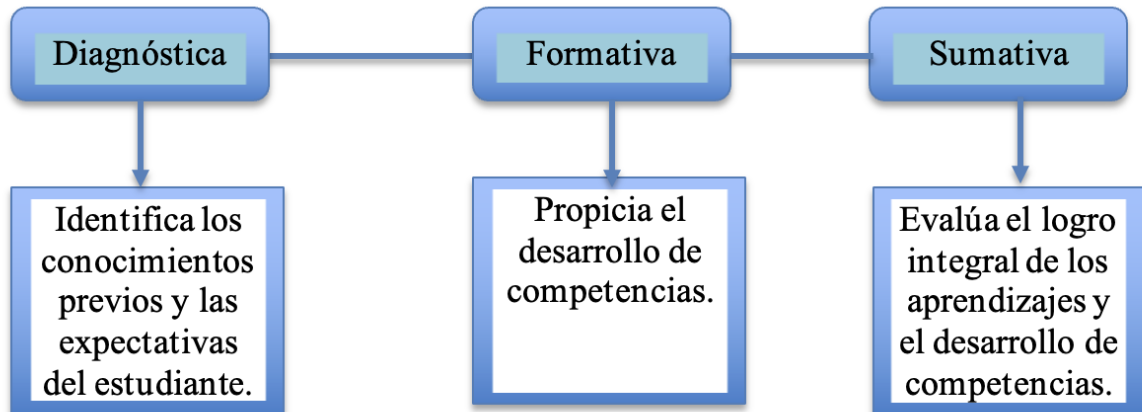 Diagnóstica
Formativa
Sumativa
Identifica los
conocimientos
previos y las
expectativas
del estudiante.
Propicia el
desarrollo de
competencias.
Evalúa el logro
integral de los
aprendizajes y
el desarrollo de
competencias.